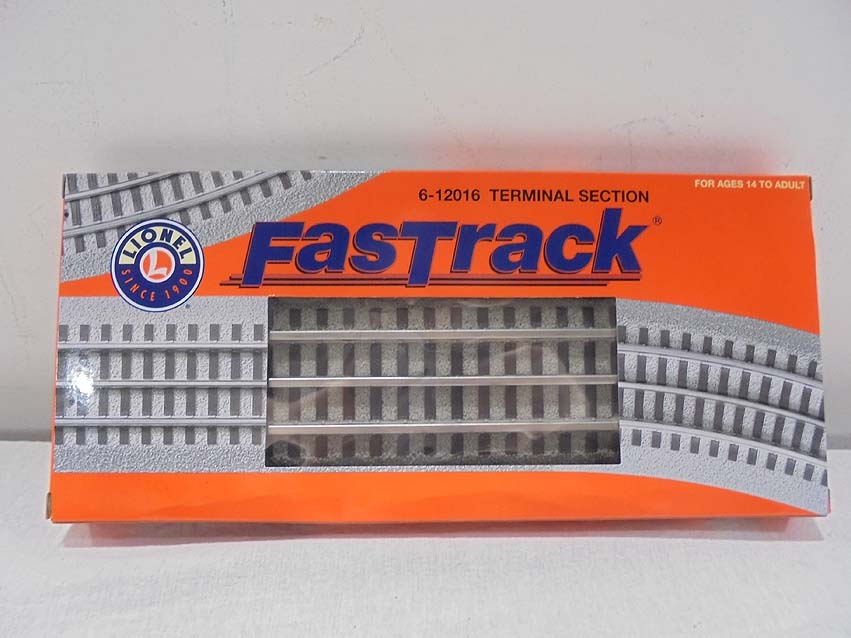 6-12016 TERMINAL SECTION
FOR AGES 14 TO ADULT
FasTrack®
LIONEL
L
SINCE 1900